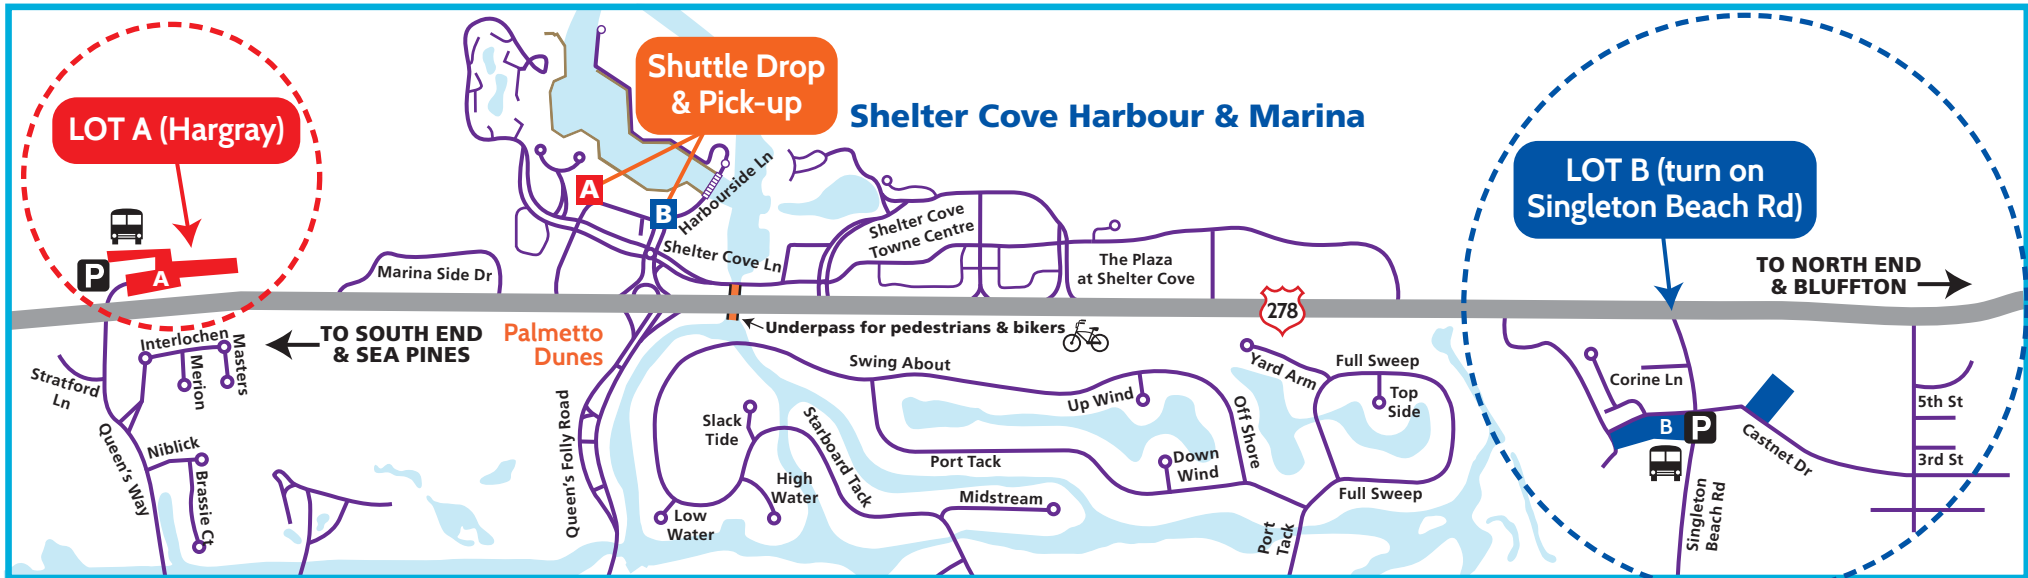 LOT A (Hargray)
P
A
Shuttle Drop
& Pick-up
A
B
Shelter Cove Harbour & Marina
Harbourside Ln
Shelter Cove Ln
Shelter Cove
Towne Centre
The Plaza
at Shelter Cove
Marina Side Dr
278
LOT B (turn on
Singleton Beach Rd)
TO NORTH END
& BLUFFTON
TO SOUTH END
& SEA PINES
Palmetto
Dunes
Underpass for pedestrians & bikers
Interlochen
Masters
Merion
Stratford
Ln
Queen's Way
Niblick
Brassie Ct
Queen's Folly Road
Swing About
Slack
Tide
High
Water
Low
Water
Starboard Tack
Port Tack
Midstream
Up Wind
Down
Wind
Off Shore
Yard Arm
Full Sweep
Top
Side
Full Sweep
Port
Tack
Corine Ln
B
P
Castnet Dr
Singleton
Beach Rd
5th St
3rd St